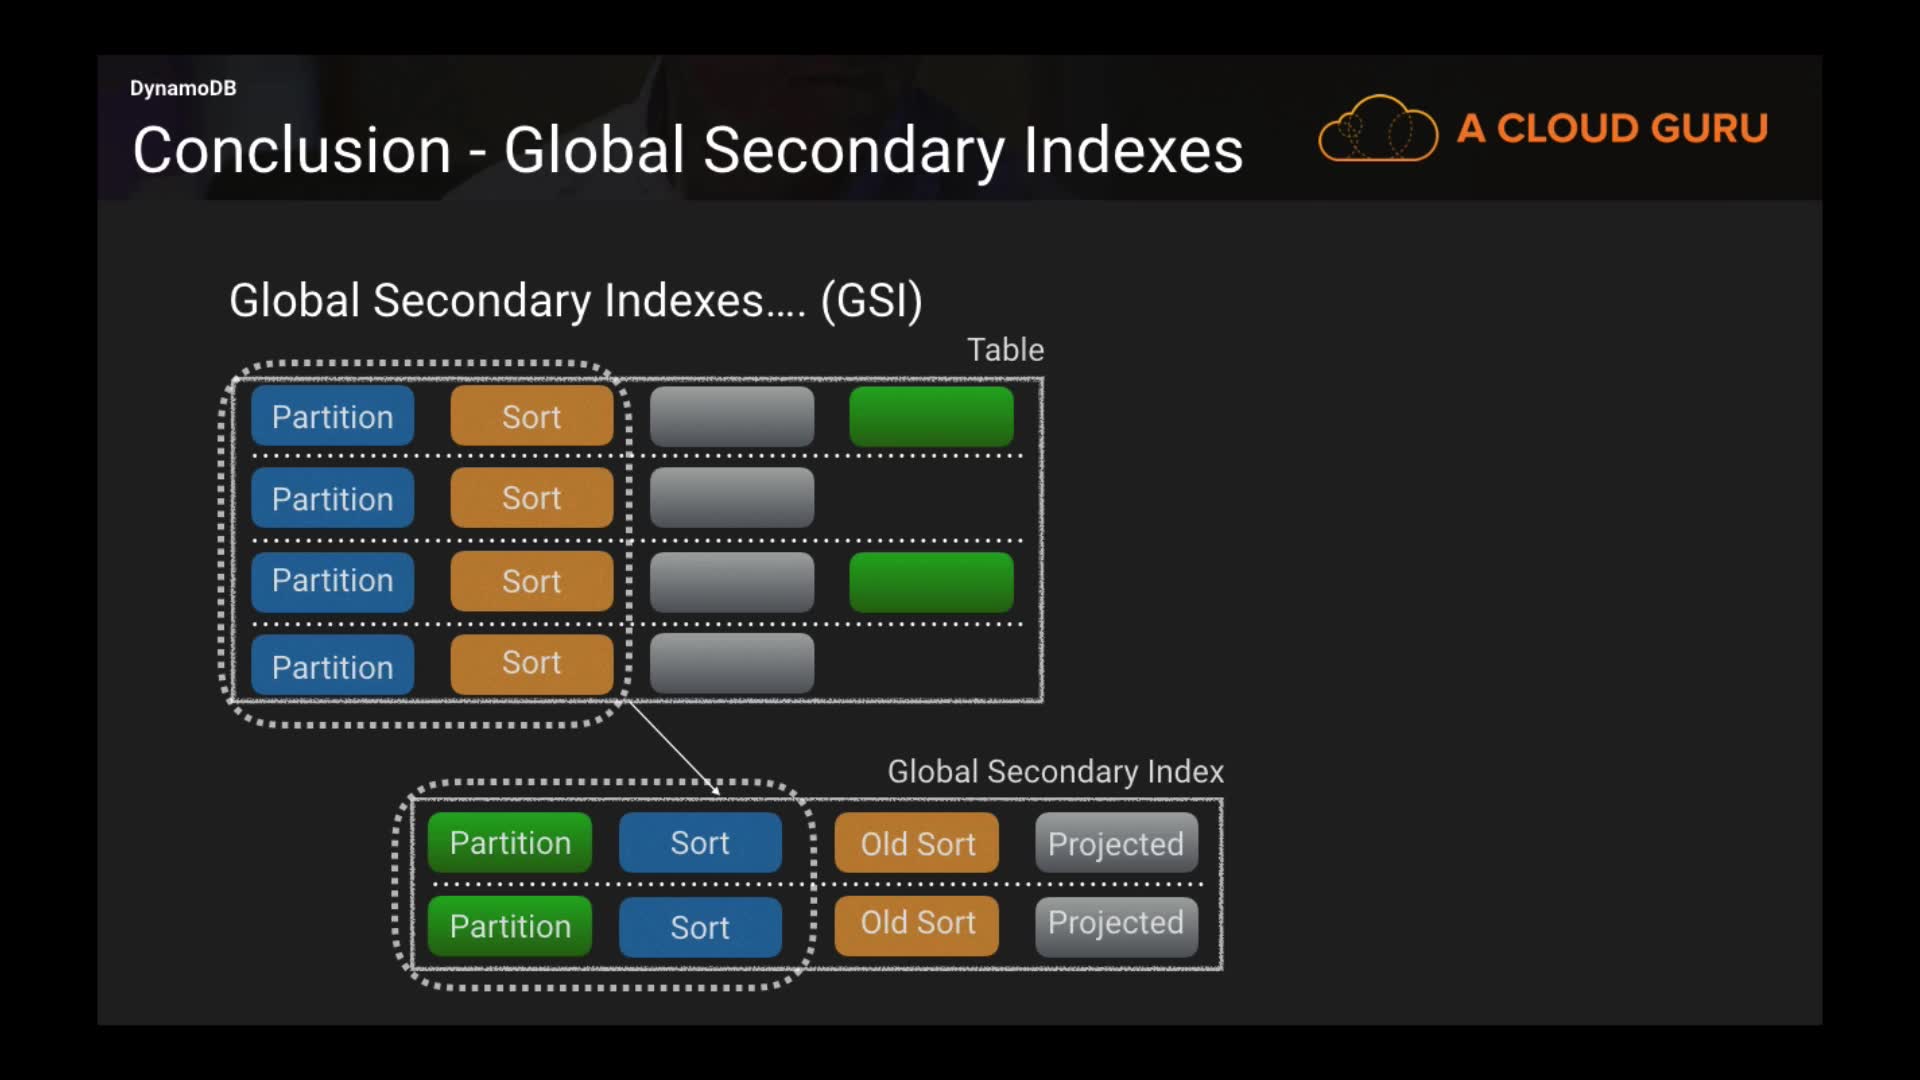 DynamoDB
Conclusion - Global Secondary Indexes
A CLOUD GURU
Global Secondary Indexes.... (GSI)
Table
Partition Sort
Partition Sort
Partition Sort
Partition Sort
Global Secondary Index
Partition Sort Old Sort Projected
Partition Sort Old Sort Projected